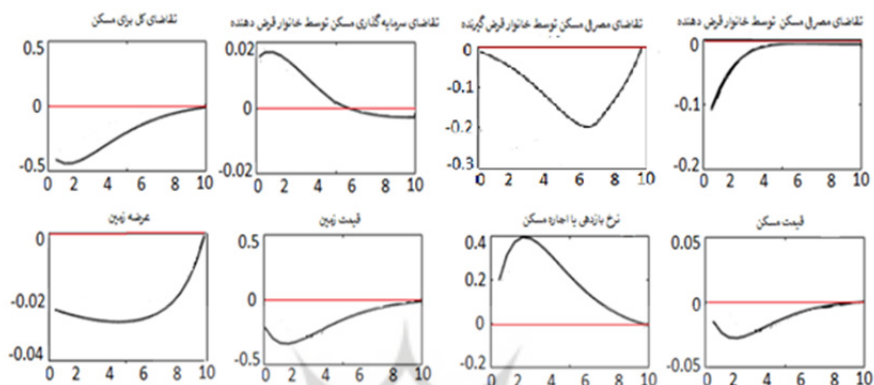 تقاضای مصرفی مسکن توسط خانوار قرض دهنده
تقاضای مصرفی مسکن توسط خانوار قرض گیرنده
تقاضای سرمایه گذاری مسکن توسط خانوار قرض دهنده
تقاضای کل برای مسکن
0
-0.1
-0.2
0 2 4 6 8 10
0
-0.1
-0.2
-0.3
0 2 4 6 8 10
0.02
0
-0.02
0 2 4 6 8 10
0.5
0
-0.5
0 2 4 6 8 10
قیمت مسکن
نرخ بازدهی یا اجاره مسکن
قیمت زمین
عرضه زمین
0.05
0
-0.05
0 2 4 6 8 10
0.4
0.2
0
-0.2
0 2 4 6 8 10
0.5
0
-0.5
0 2 4 6 8 10
0
-0.02
-0.04
0 2 4 6 8 10